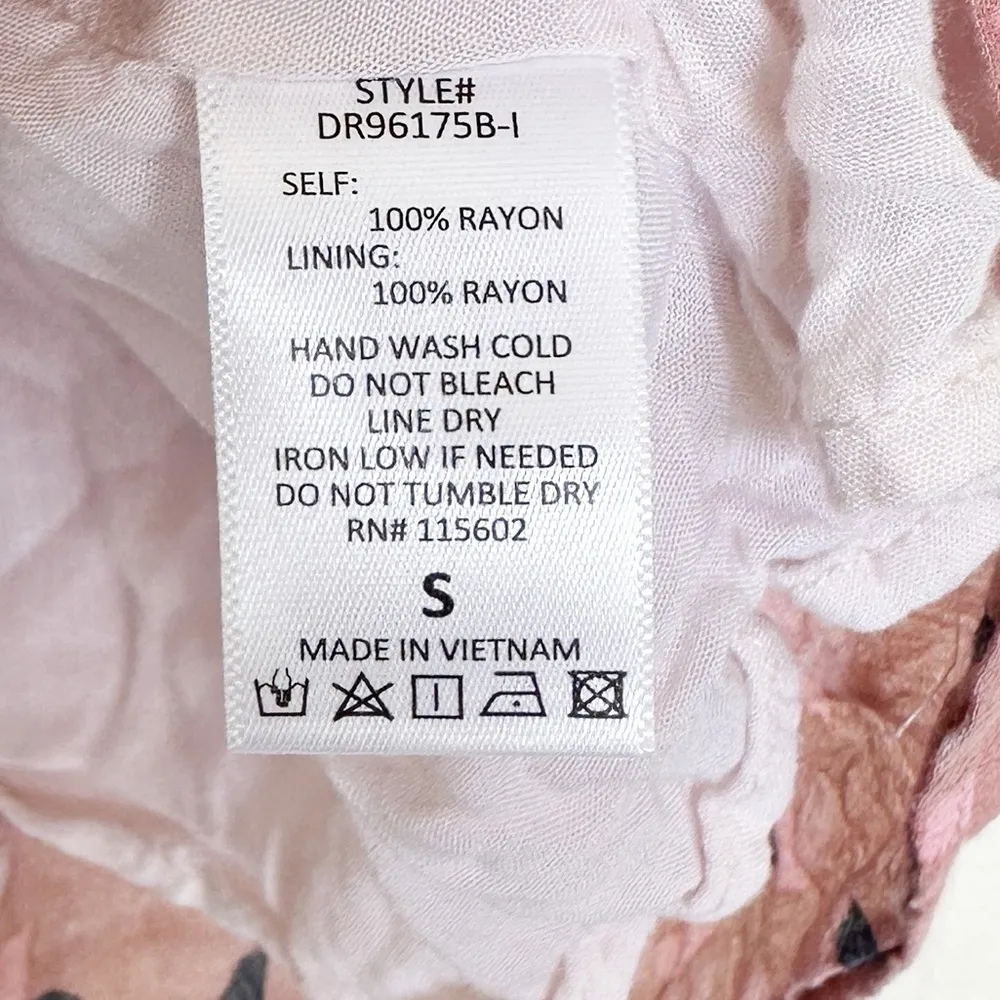 STYLE#
DR96175B-I
SELF:
100% RAYON
LINING:
100% RAYON
HAND WASH COLD
DO NOT BLEACH
LINE DRY
IRON LOW IF NEEDED
DO NOT TUMBLE DRY
RN# 115602
S
MADE IN VIETNAM